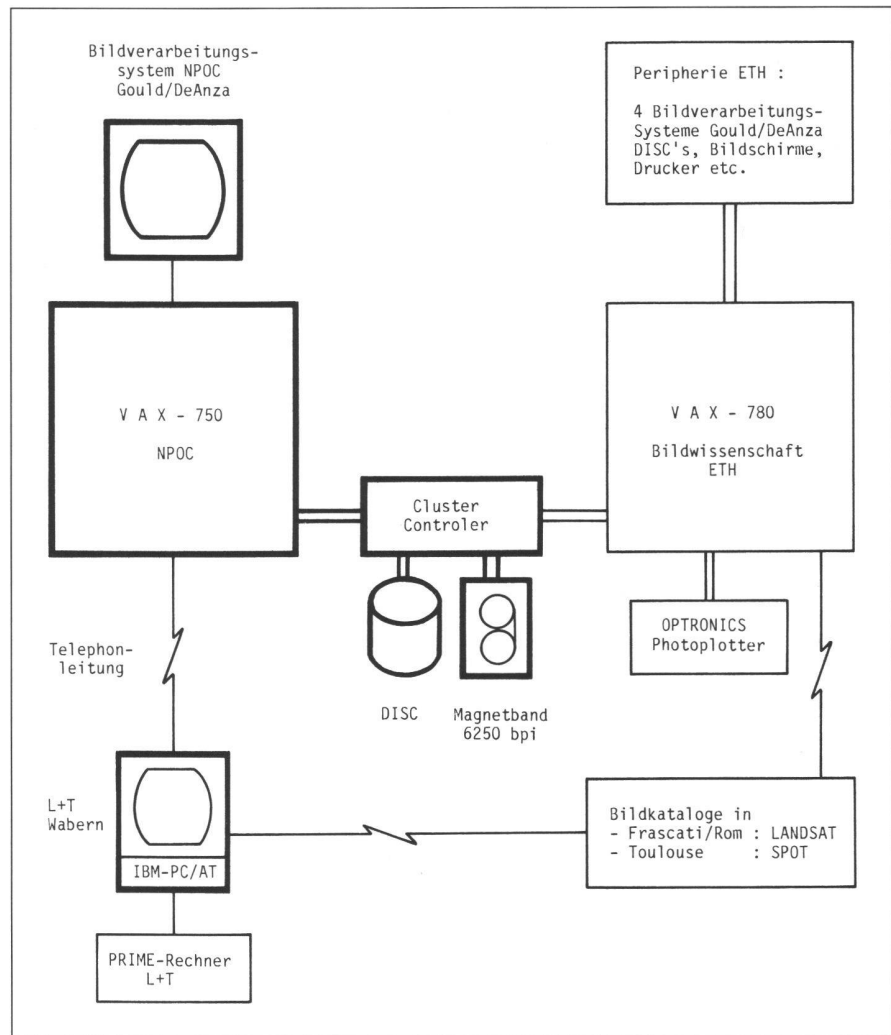 Bildverarbeitungs-
system NPOC
Gould/DeAnza
Peripherie ETH :
4 Bildverarbeitungs-
Systeme Gould/DeAnza
DISC's, Bildschirme,
Drucker etc.
V A X - 750
NPOC
V A X - 780
Bildwissenschaft
ETH
Cluster
Controler
OPTRONICS
Photoplotter
Telephon-
leitung
DISC
Magnetband
6250 bpi
L+T
Wabern
IBM-PC/AT
Bildkataloge in
- Frascati/Rom : LANDSAT
- Toulouse : SPOT
PRIME-Rechner
L+T